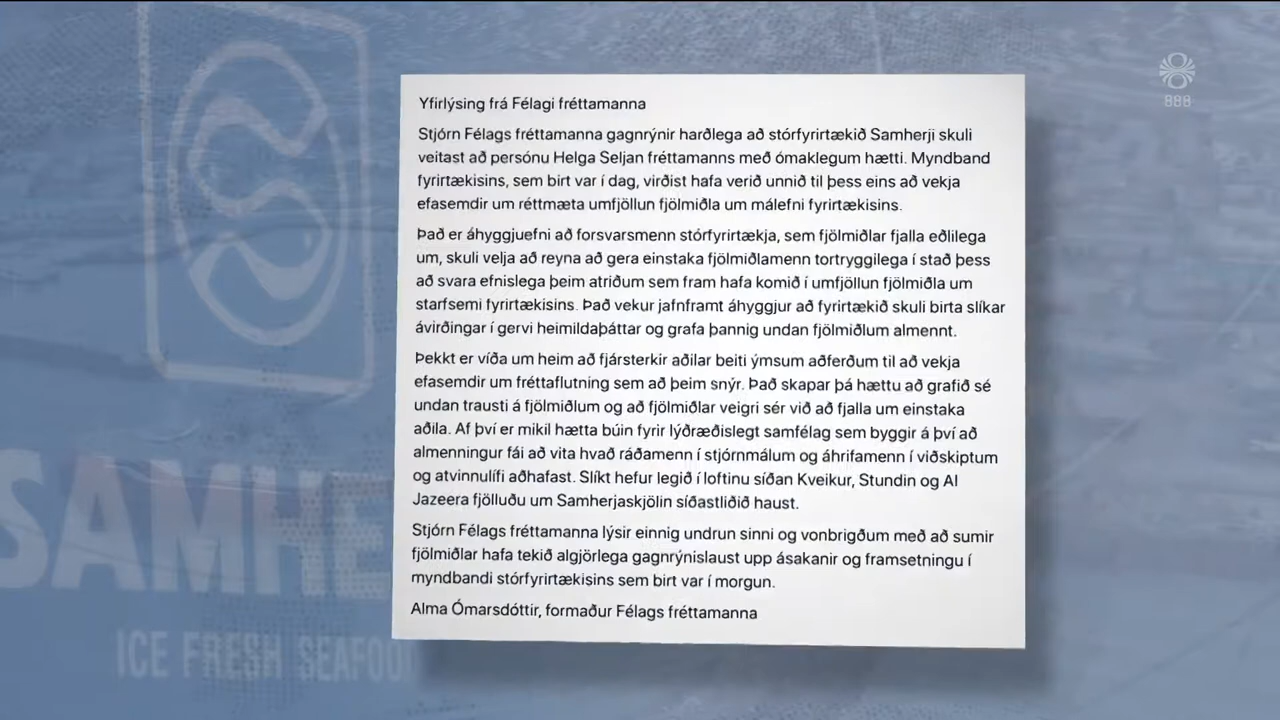 888
Yfirlýsing frá Félagi fréttamanna
Stjórn Félags fréttamanna gagnrýnir harðlega að stórfyrirtækið Samherji skuli
veitast að persónu Helga Seljan fréttamanns með ómaklegum hætti. Myndband
fyrirtækisins, sem birt var í dag, virðist hafa verið unnið til þess eins að vekja
efasemdir um réttmæta umfjöllun fjölmiðla um málefni fyrirtækisins.
Það er áhyggjuefni að forsvarsmenn stórfyrirtækja, sem fjölmiðlar fjalla eðlilega
um, skuli velja að reyna að gera einstaka fjölmiðlamenn tortryggilega í stað þess
að svara efnislega þeim atriðum sem fram hafa komið í umfjöllun fjölmiðla um
starfsemi fyrirtækisins. Það vekur jafnframt áhyggjur að fyrirtækið skuli birta slíkar
ávirðingar í gervi heimildaþáttar og grafa þannig undan fjölmiðlum almennt.
Þekkt er víða um heim að fjársterkir aðilar beiti ýmsum aðferðum til að vekja
efasemdir um fréttaflutning sem að þeim snýr. Það skapar þá hættu að grafið sé
undan trausti á fjölmiðlum og að fjölmiðlar veigri sér við að fjalla um einstaka
aðila. Af því er mikil hætta búin fyrir lýðræðislegt samfélag sem byggir á því að
almenningur fái að vita hvað ráðamenn í stjórnmálum og áhrifamenn í viðskiptum
og atvinnulífi aðhafast. Slíkt hefur legið í loftinu síðan Kveikur, Stundin og Al
Jazeera fjölluðu um Samherjaskjölin síðastliðið haust.
Stjórn Félags fréttamanna lýsir einnig undrun sinni og vonbrigðum með að sumir
fjölmiðlar hafa tekið algjörlega gagnrýnislaust upp ásakanir og framsetningu í
myndbandi stórfyrirtækisins sem birt var í morgun.
Alma Ómarsdóttir, formaður Félags fréttamanna
SAMHE
ICE FRESH SEAFOO